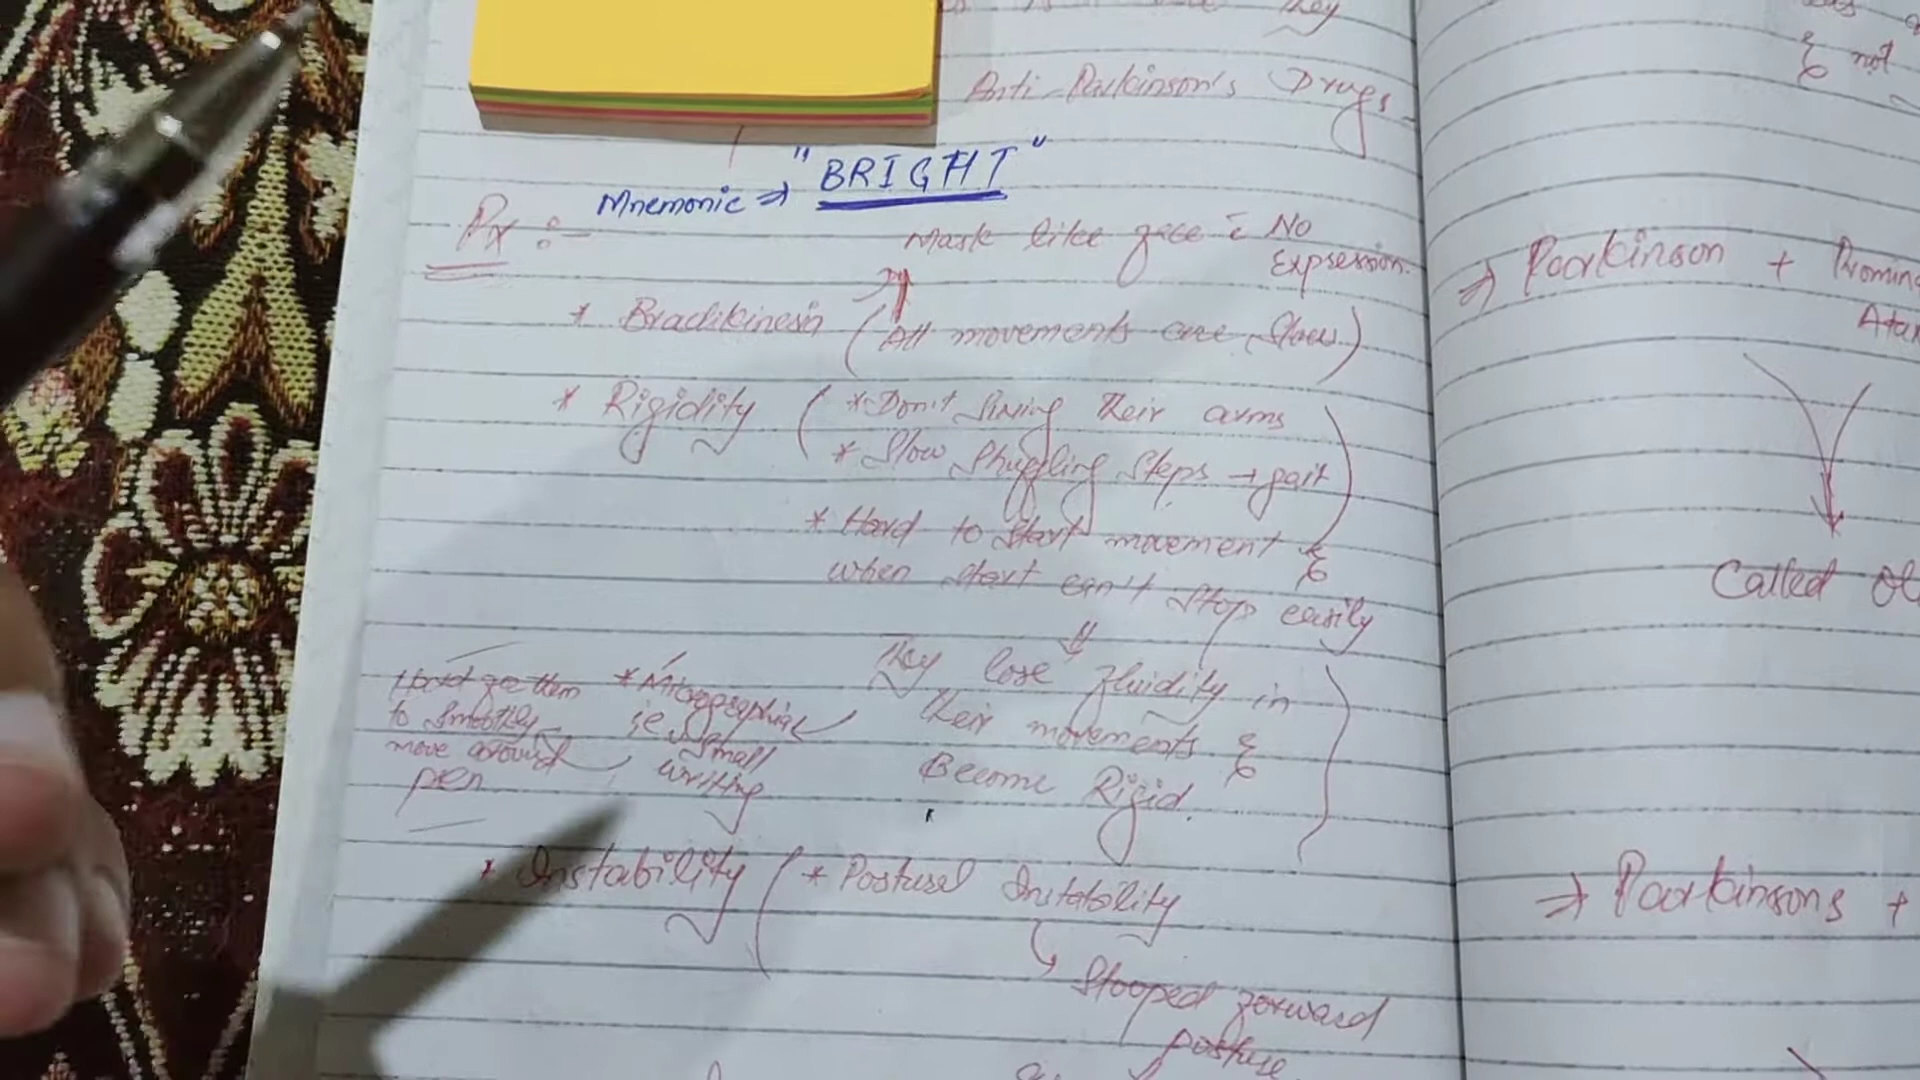 they
Anti Parkinson's Drugs
Mnemonic ⇒ "BRIGHT"
Px :-
Mask like face c̄ No
Expression.
* Bradikinesia (All movements are Slow)
* Rigidity ( * Don't Swing their arms
* Slow Shuffling Steps → gait
* Hard to Start movement &
when start can't stop easily
They lose fluidity in
their movements &
Become Rigid.
* Micrographia
ie small
writing
Hard for them
to Smoothly
move around
pen
* Instability ( * Postural Instability
Stooped forward
posture
& not
⇒ Parkinson +
Called
⇒ Parkinsons +